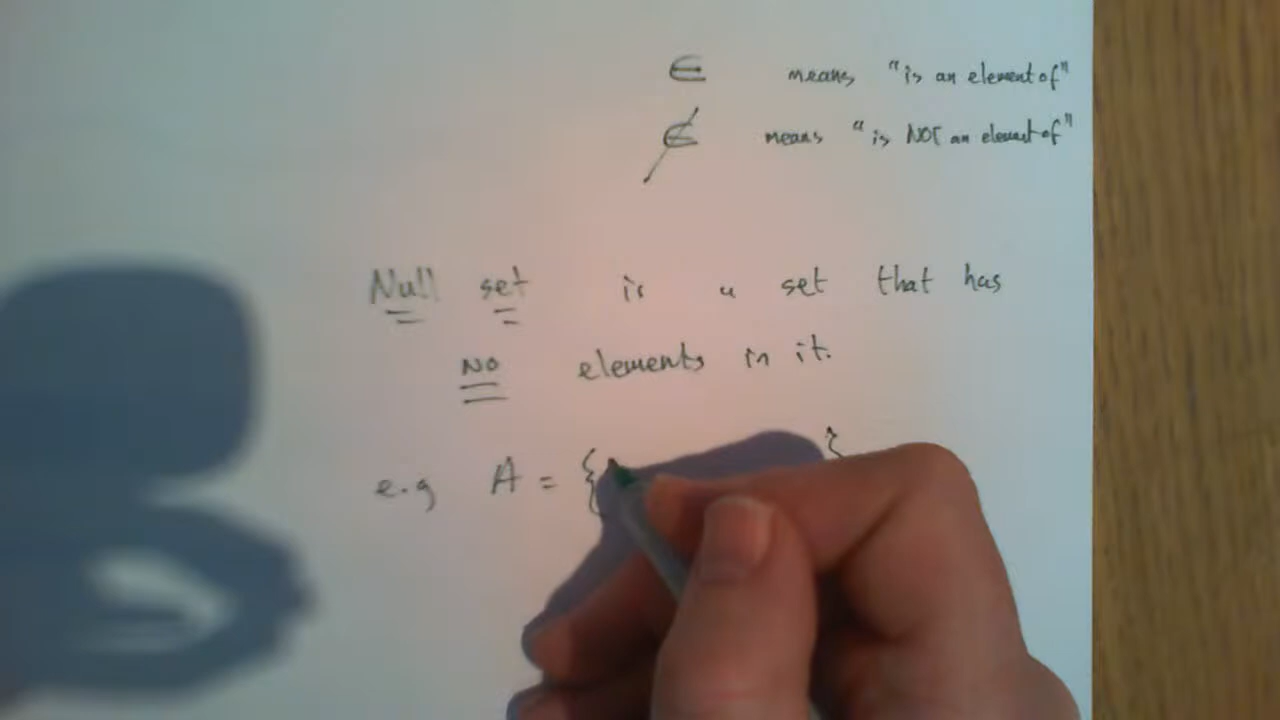 ∈ means "is an element of"
∉ means "is NOT an element of"
Null set is a set that has
NO elements in it.
e.g A = { }